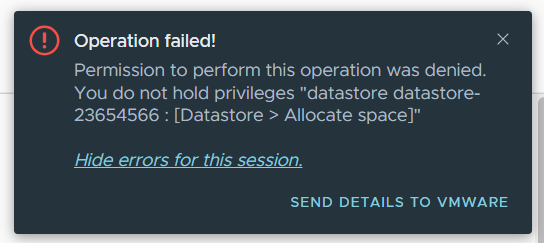 Operation failed!
Permission to perform this operation was denied.
You do not hold privileges "datastore datastore-
23654566 : [Datastore > Allocate space]"
Hide errors for this session.
SEND DETAILS TO VMWARE